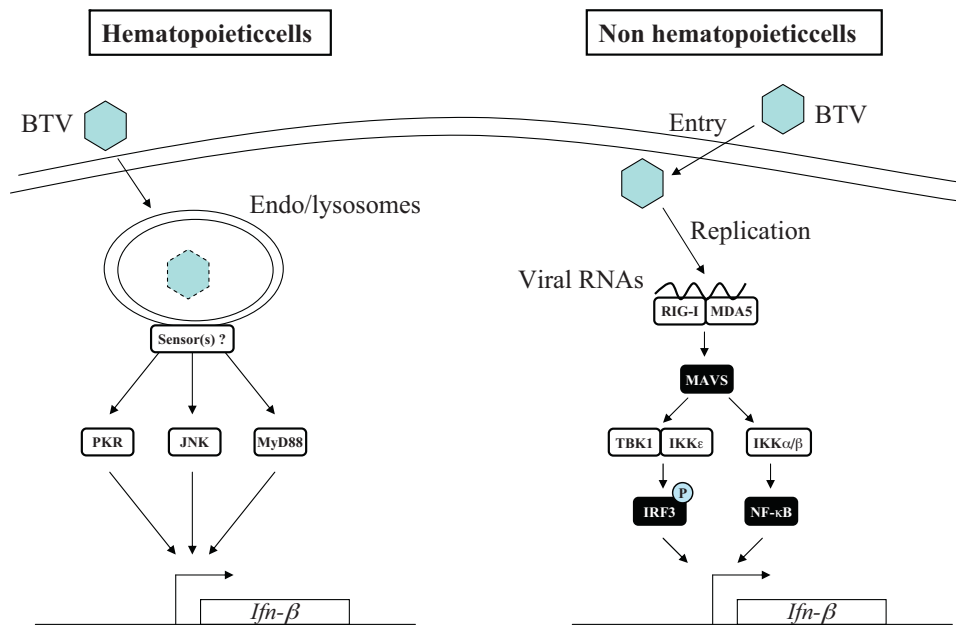 Hematopoieticcells
BTV
Endo/lysosomes
Sensor(s) ?
PKR
JNK
MyD88
Ifn-β
Non hematopoieticcells
Entry
BTV
Replication
Viral RNAs
RIG-I MDA5
MAVS
TBK1 IKKε IKKα/β
P
IRF3 NF-κB
Ifn-β